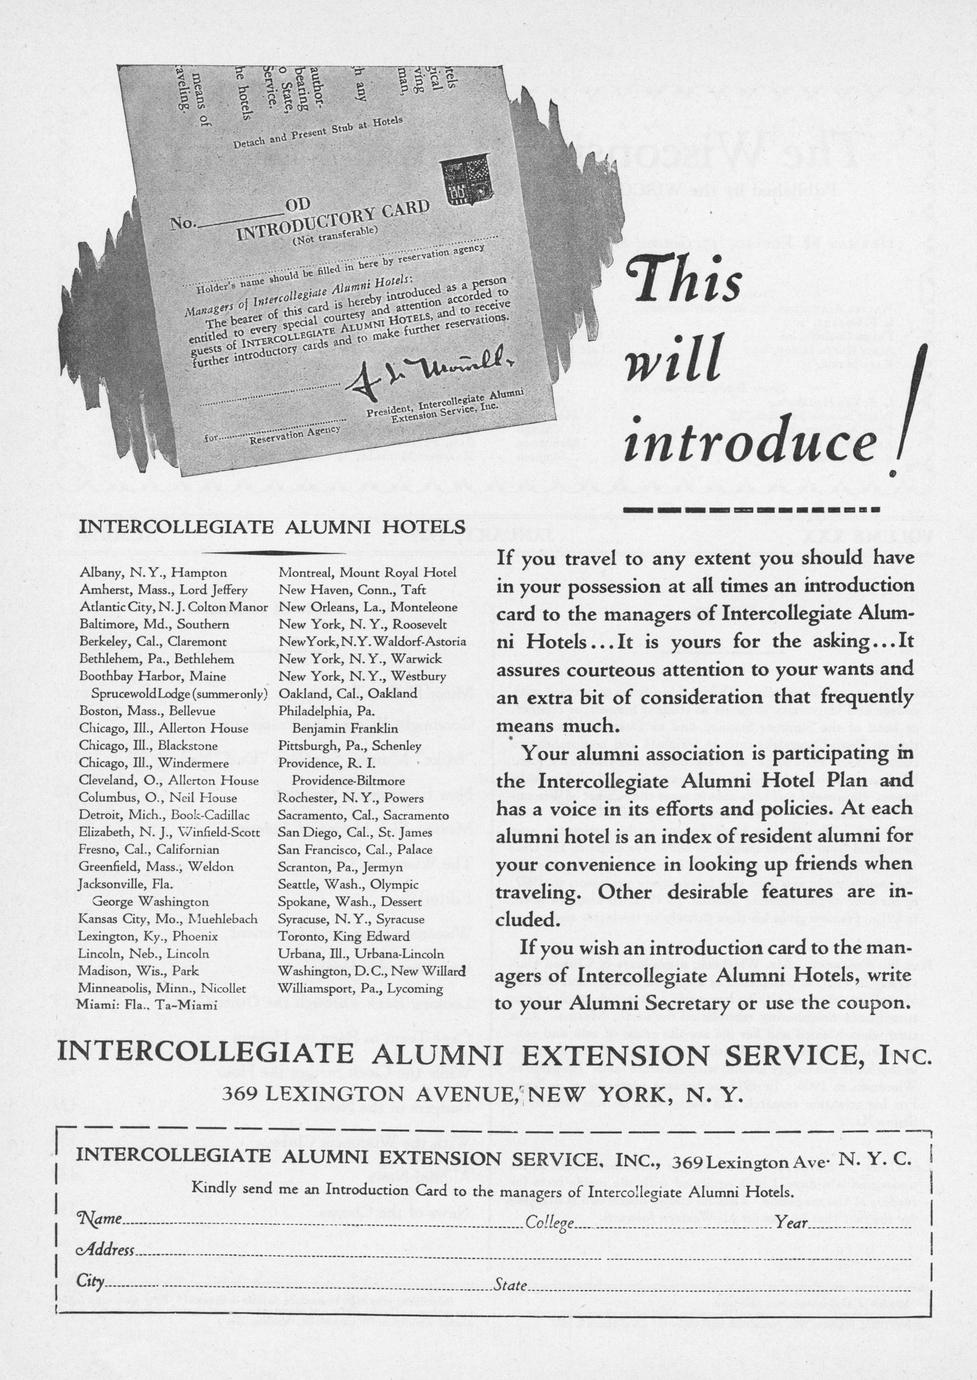 aveling.
means of
he hotels
Service.
o State,
bearing
author-
h any
man,
ving
gical
tels
Detach and Present Stub at Hotels
No. OD
INTRODUCTORY CARD
(Not transferable)
Holder's name should be filled in here by reservation agency
Managers of Intercollegiate Alumni Hotels:
The bearer of this card is hereby introduced as a person
entitled to every special courtesy and attention accorded to
guests of INTERCOLLEGIATE ALUMNI HOTELS, and to receive
further introductory cards and to make further reservations.
President, Intercollegiate Alumni
Extension Service, Inc.
for
Reservation Agency
This
will
introduce!
INTERCOLLEGIATE ALUMNI HOTELS
Albany, N. Y., Hampton
Amherst, Mass., Lord Jeffery
Atlantic City, N. J. Colton Manor
Baltimore, Md., Southern
Berkeley, Cal., Claremont
Bethlehem, Pa., Bethlehem
Boothbay Harbor, Maine
Sprucewold Lodge (summer only)
Boston, Mass., Bellevue
Chicago, Ill., Allerton House
Chicago, Ill., Blackstone
Chicago, Ill., Windermere
Cleveland, O., Allerton House
Columbus, O., Neil House
Detroit, Mich., Book-Cadillac
Elizabeth, N. J., Winfield-Scott
Fresno, Cal., Californian
Greenfield, Mass., Weldon
Jacksonville, Fla.
George Washington
Kansas City, Mo., Muehlebach
Lexington, Ky., Phoenix
Lincoln, Neb., Lincoln
Madison, Wis., Park
Minneapolis, Minn., Nicollet
Miami: Fla., Ta-Miami
Montreal, Mount Royal Hotel
New Haven, Conn., Taft
New Orleans, La., Monteleone
New York, N. Y., Roosevelt
New York, N. Y. Waldorf-Astoria
New York, N. Y., Warwick
New York, N. Y., Westbury
Oakland, Cal., Oakland
Philadelphia, Pa.
Benjamin Franklin
Pittsburgh, Pa., Schenley
Providence, R. I.
Providence-Biltmore
Rochester, N. Y., Powers
Sacramento, Cal., Sacramento
San Diego, Cal., St. James
San Francisco, Cal., Palace
Scranton, Pa., Jermyn
Seattle, Wash., Olympic
Spokane, Wash., Dessert
Syracuse, N. Y., Syracuse
Toronto, King Edward
Urbana, Ill., Urbana-Lincoln
Washington, D. C., New Willard
Williamsport, Pa., Lycoming
If you travel to any extent you should have
in your possession at all times an introduction
card to the managers of Intercollegiate Alum-
ni Hotels...It is yours for the asking...It
assures courteous attention to your wants and
an extra bit of consideration that frequently
means much.
Your alumni association is participating in
the Intercollegiate Alumni Hotel Plan and
has a voice in its efforts and policies. At each
alumni hotel is an index of resident alumni for
your convenience in looking up friends when
traveling. Other desirable features are in-
cluded.
If you wish an introduction card to the man-
agers of Intercollegiate Alumni Hotels, write
to your Alumni Secretary or use the coupon.
INTERCOLLEGIATE ALUMNI EXTENSION SERVICE, INC.
369 LEXINGTON AVENUE, NEW YORK, N. Y.
INTERCOLLEGIATE ALUMNI EXTENSION SERVICE, INC., 369 Lexington Ave. N. Y. C.
Kindly send me an Introduction Card to the managers of Intercollegiate Alumni Hotels.
Name College Year
Address
City State